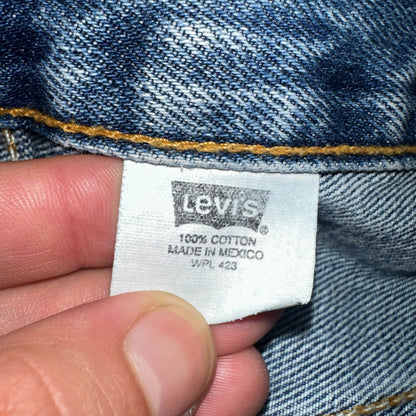 Levi's
100% COTTON
MADE IN MEXICO
WPL 423